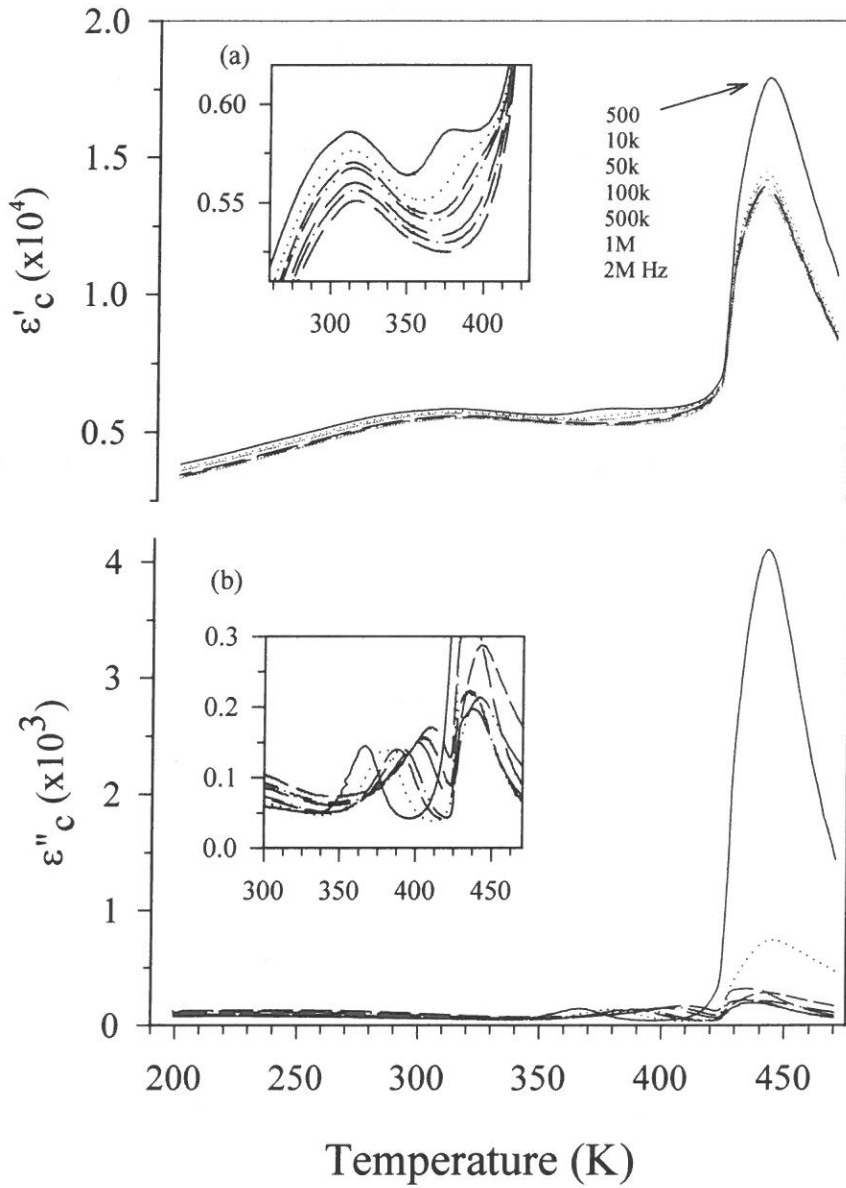 2.0
(a)
0.60
500
10k
1.5
50k
100k
0.55
500k
1M
2M Hz
ε'c (x10⁴)
1.0
300 350 400
0.5
4
(b)
0.3
3
0.2
ε"c (x10³)
0.1
2
0.0
300 350 400 450
1
0
200 250 300 350 400 450
Temperature (K)